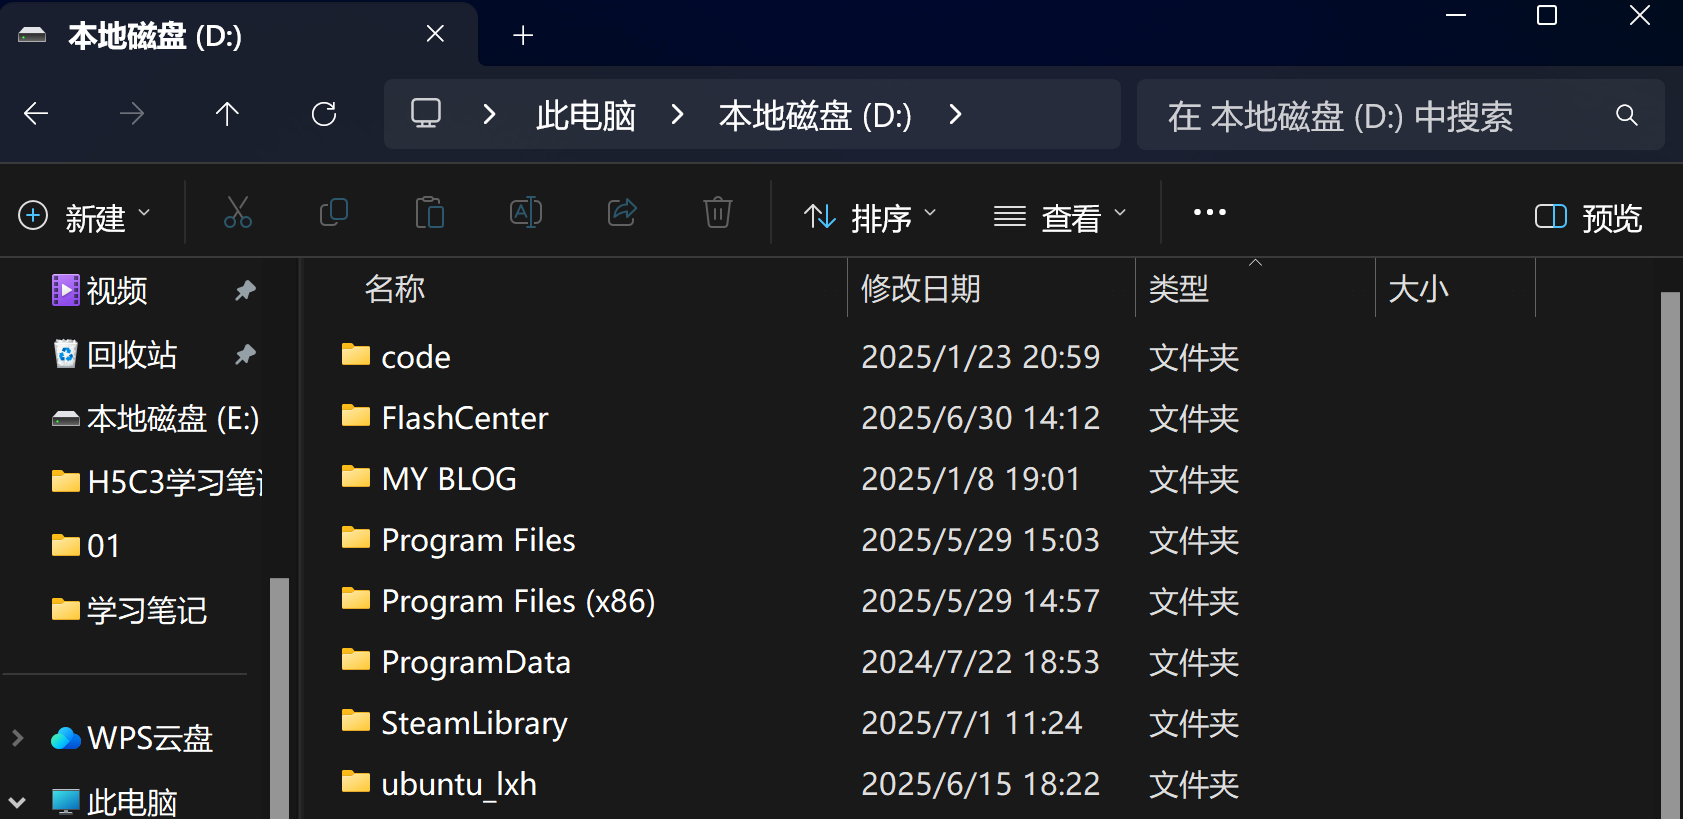 本地磁盘 (D:)
此电脑 本地磁盘 (D:)
在 本地磁盘 (D:) 中搜索
新建 排序 查看 ... 预览
视频
回收站
本地磁盘 (E:)
H5C3学习笔
01
学习笔记
WPS云盘
此电脑
名称 修改日期 类型 大小
code 2025/1/23 20:59 文件夹
FlashCenter 2025/6/30 14:12 文件夹
MY BLOG 2025/1/8 19:01 文件夹
Program Files 2025/5/29 15:03 文件夹
Program Files (x86) 2025/5/29 14:57 文件夹
ProgramData 2024/7/22 18:53 文件夹
SteamLibrary 2025/7/1 11:24 文件夹
ubuntu_lxh 2025/6/15 18:22 文件夹